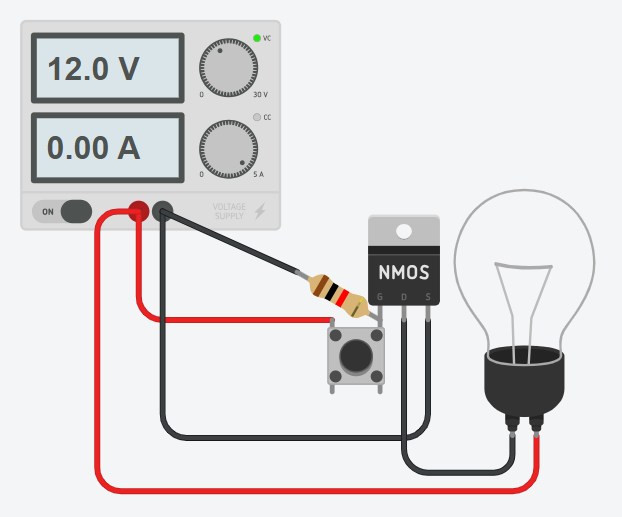 12.0 V
VC
0
30 V
0.00 A
CC
0
5 A
ON
VOLTAGE
SUPPLY
NMOS
G D S